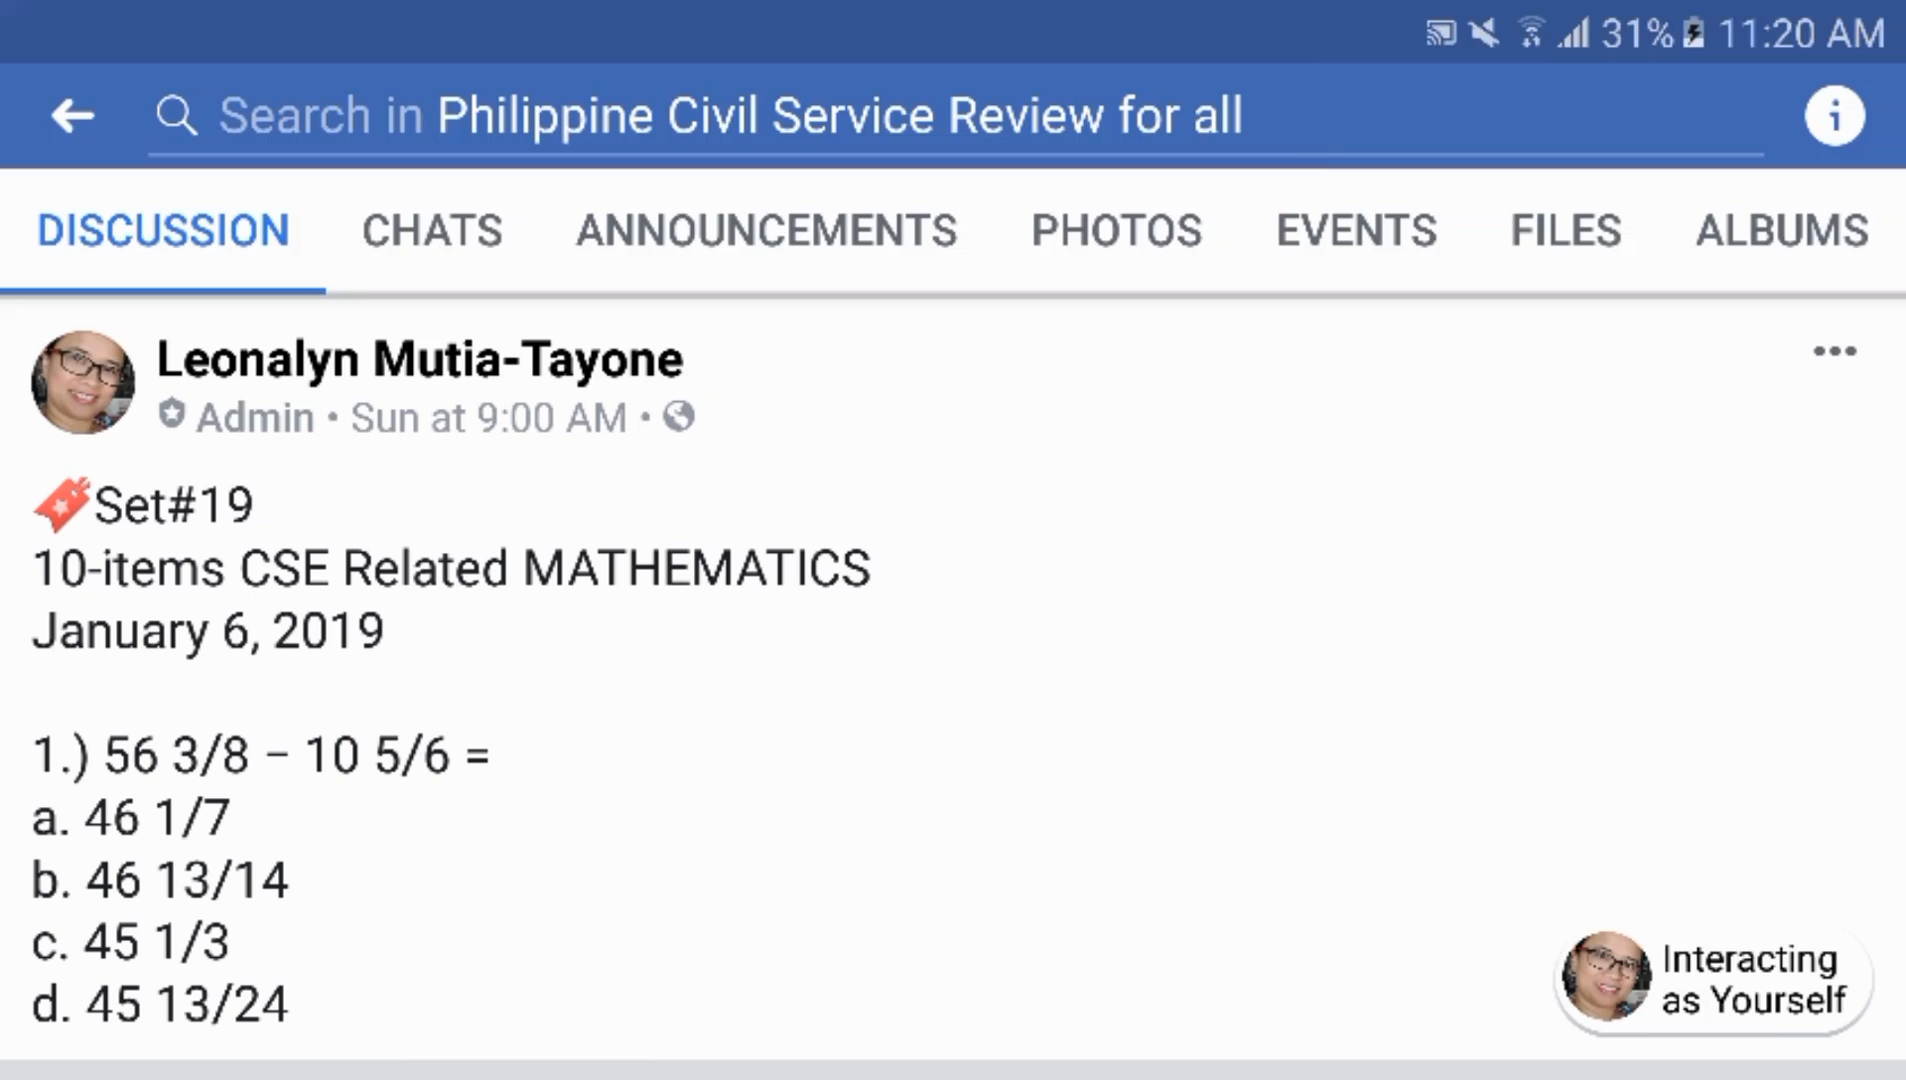 31% 11:20 AM
Search in Philippine Civil Service Review for all
DISCUSSION CHATS ANNOUNCEMENTS PHOTOS EVENTS FILES ALBUMS
Leonalyn Mutia-Tayone
Admin • Sun at 9:00 AM •
Set#19
10-items CSE Related MATHEMATICS
January 6, 2019
1.) 56 3/8 – 10 5/6 =
a. 46 1/7
b. 46 13/14
c. 45 1/3
d. 45 13/24
Interacting
as Yourself